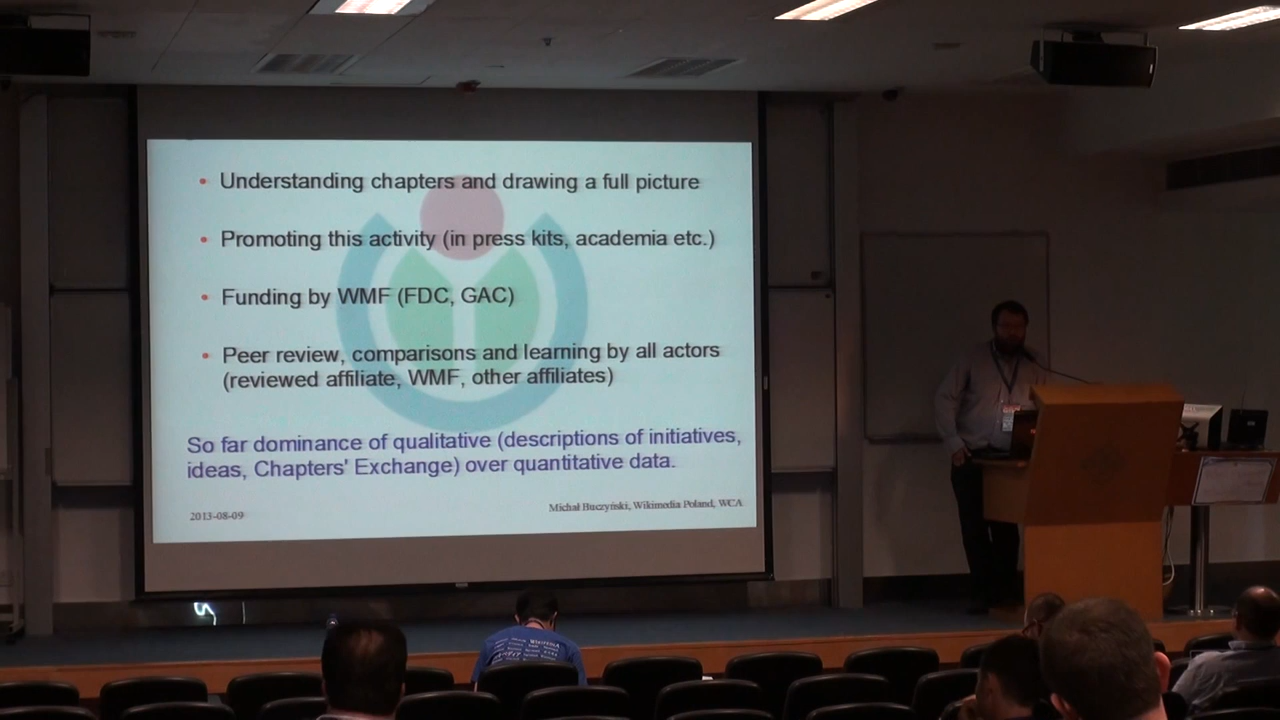 • Understanding chapters and drawing a full picture
• Promoting this activity (in press kits, academia etc.)
• Funding by WMF (FDC, GAC)
• Peer review, comparisons and learning by all actors
(reviewed affiliate, WMF, other affiliates)
So far dominance of qualitative (descriptions of initiatives,
ideas, Chapters' Exchange) over quantitative data.
2013-08-09
Michał Buczyński, Wikimedia Poland, WCA